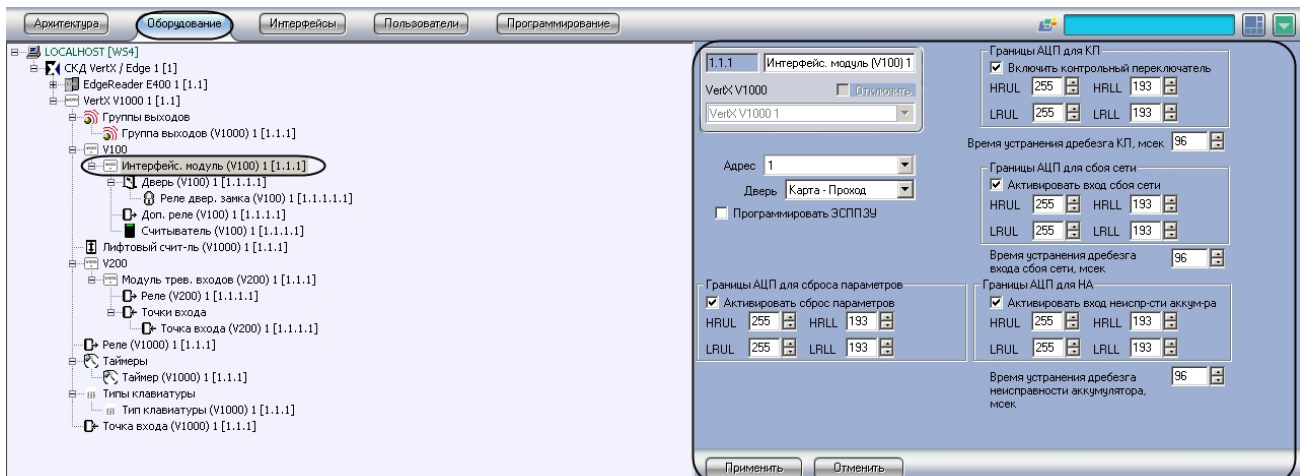 Архитектура Оборудование Интерфейсы Пользователи Программирование
LOCALHOST [WS4]
СКД VertX / Edge 1 [1]
EdgeReader E400 1 [1.1]
VertX V1000 1 [1.1]
Группы выходов
Группа выходов (V1000) 1 [1.1.1]
V100
Интерфейс. модуль (V100) 1 [1.1.1]
Дверь (V100) 1 [1.1.1.1]
Реле двер. замка (V100) 1 [1.1.1.1.1]
Доп. реле (V100) 1 [1.1.1.1]
Считыватель (V100) 1 [1.1.1.1]
Лифтовый счит-ль (V1000) 1 [1.1.1]
V200
Модуль трев. входов (V200) 1 [1.1.1]
Реле (V200) 1 [1.1.1.1]
Точки входа
Точка входа (V200) 1 [1.1.1.1]
Реле (V1000) 1 [1.1.1]
Таймеры
Таймер (V1000) 1 [1.1.1]
Типы клавиатуры
Тип клавиатуры (V1000) 1 [1.1.1]
Точка входа (V1000) 1 [1.1.1]
1.1.1 Интерфейс. модуль (V100) 1
VertX V1000 Отключить
VertX V1000 1
Адрес 1
Дверь Карта - Проход
Программировать ЭСППЗУ
Границы АЦП для сброса параметров
Активировать сброс параметров
HRUL 255 HRLL 193
LRUL 255 LRLL 193
Границы АЦП для КП
Включить контрольный переключатель
HRUL 255 HRLL 193
LRUL 255 LRLL 193
Время устранения дребезга КП, мсек 96
Границы АЦП для сбоя сети
Активировать вход сбоя сети
HRUL 255 HRLL 193
LRUL 255 LRLL 193
Время устранения дребезга 96
входа сбоя сети, мсек
Границы АЦП для НА
Активировать вход неиспр-сти аккум-ра
HRUL 255 HRLL 193
LRUL 255 LRLL 193
Время устранения дребезга 96
неисправности аккумулятора,
мсек
Применить Отменить